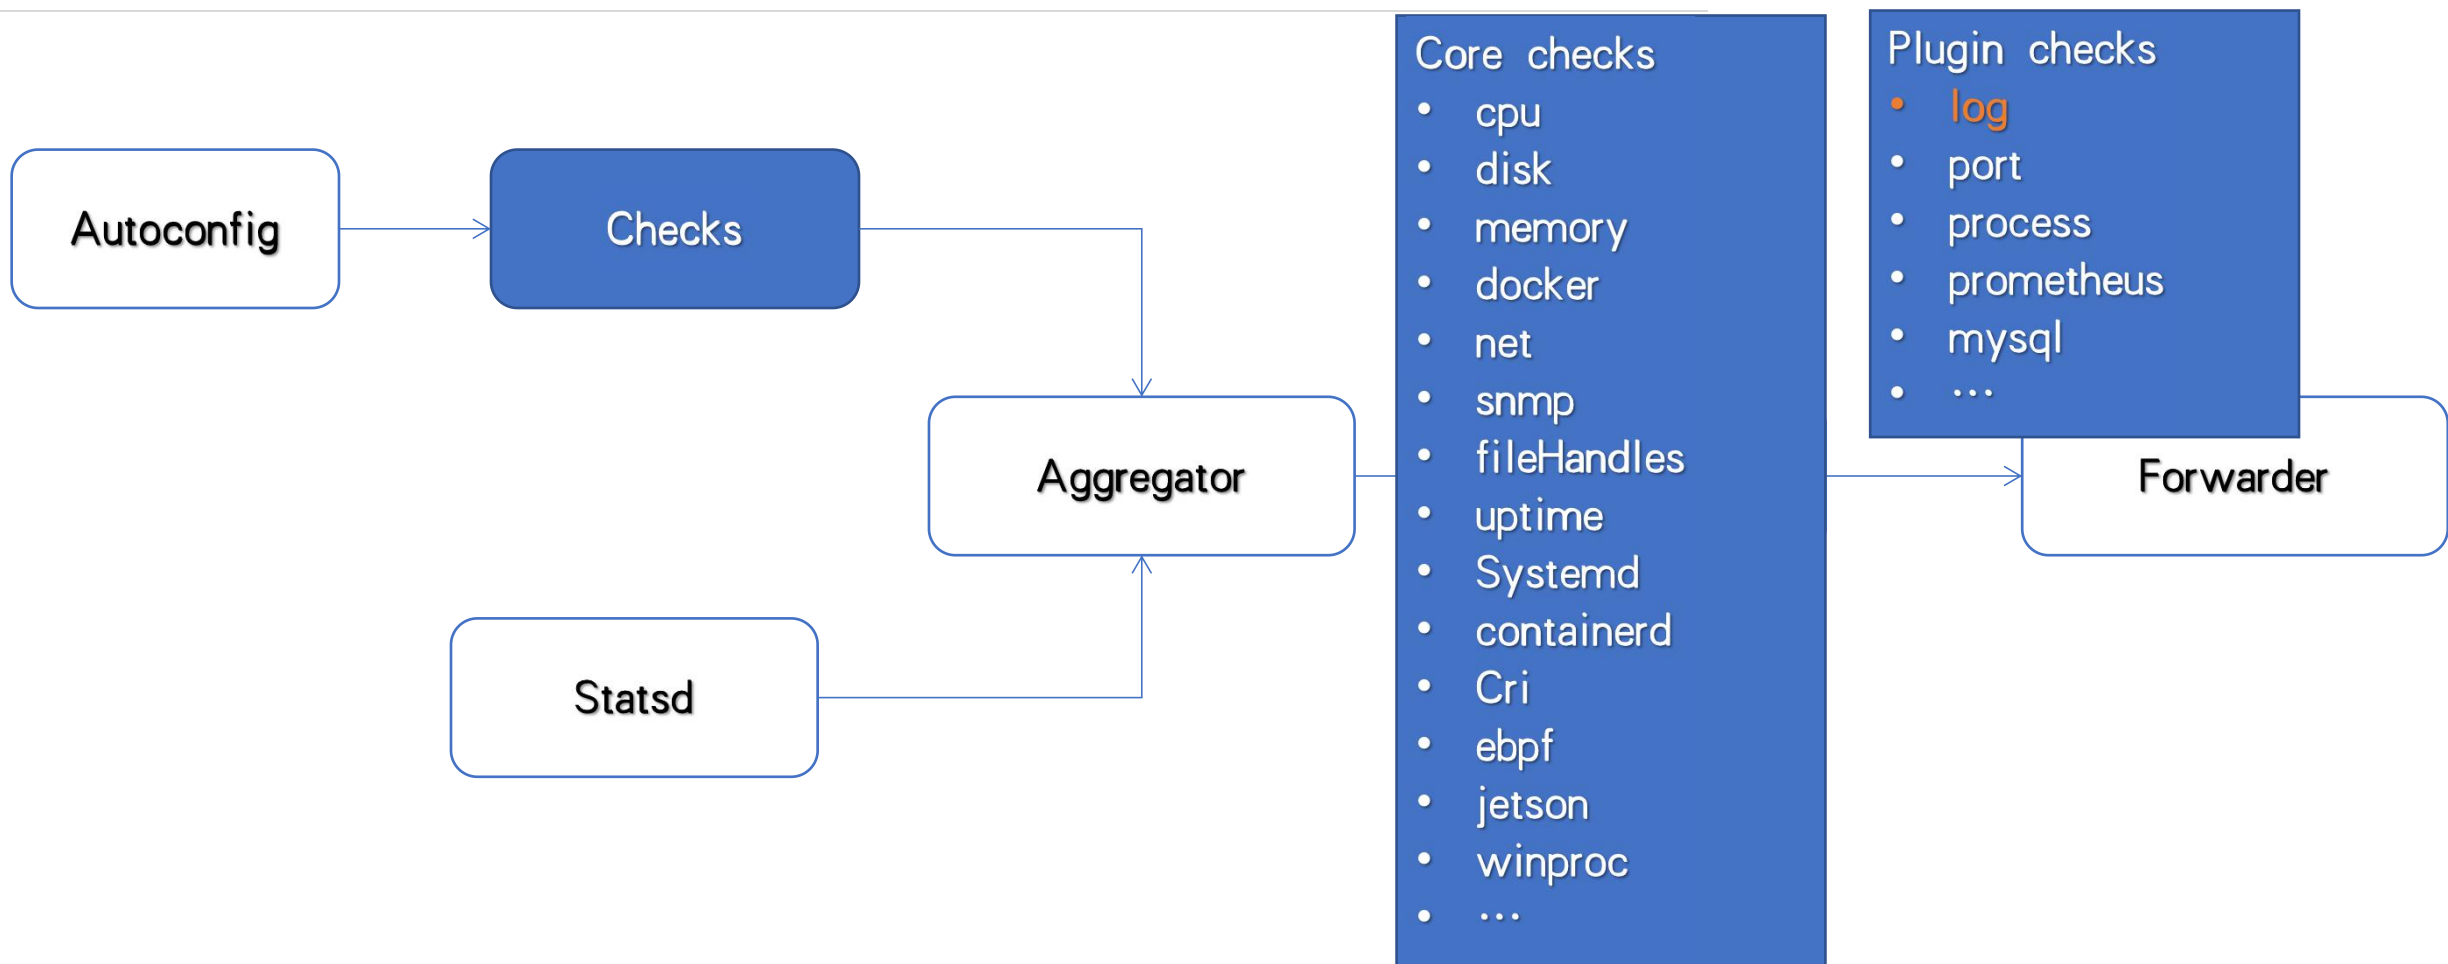 Autoconfig
Checks
Aggregator
Statsd
Core checks
• cpu
• disk
• memory
• docker
• net
• snmp
• fileHandles
• uptime
• Systemd
• containerd
• Cri
• ebpf
• jetson
• winproc
• ...
Plugin checks
• log
• port
• process
• prometheus
• mysql
• ...
Forwarder